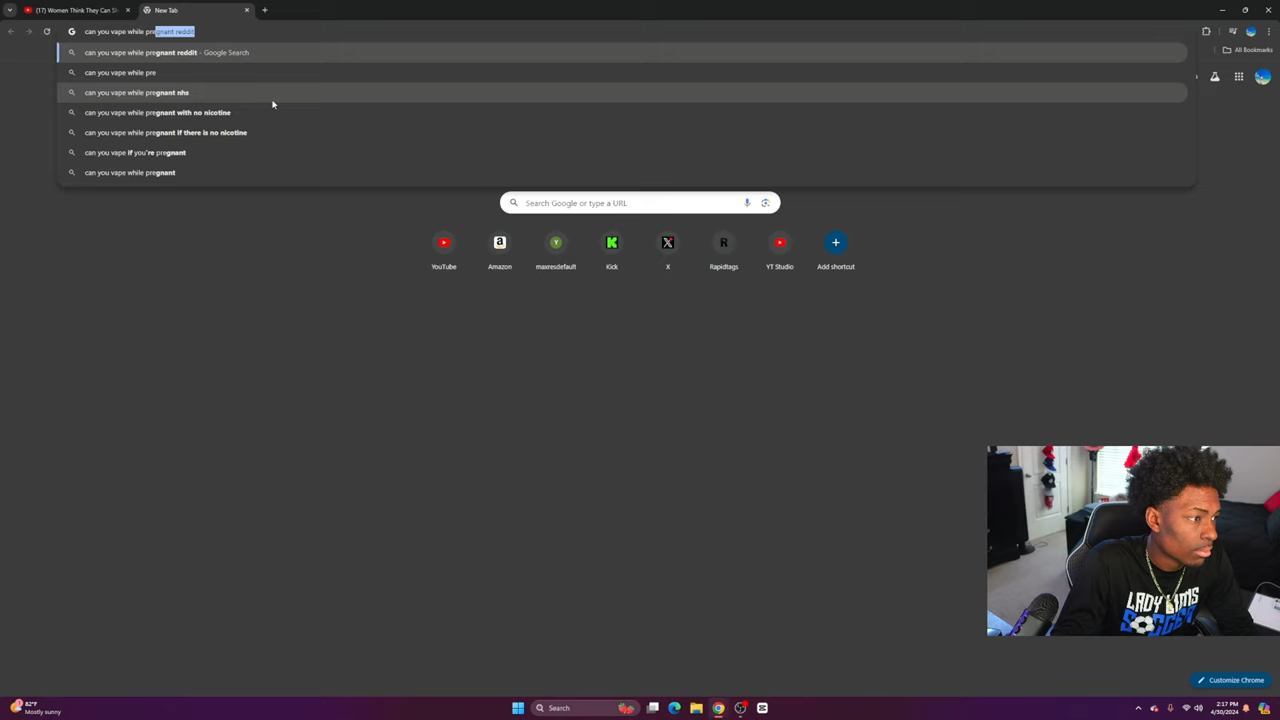 (17) Women Think They Can Sh
New Tab
can you vape while pregnant reddit
All Bookmarks
can you vape while pregnant reddit - Google Search
can you vape while pre
can you vape while pregnant nhs
can you vape while pregnant with no nicotine
can you vape while pregnant if there is no nicotine
can you vape if you're pregnant
can you vape while pregnant
Search Google or type a URL
YouTube
Amazon
maxresdefault
Kick
X
Rapidtags
YT Studio
Add shortcut
LADY RAMS
SOCCER
Customize Chrome
82°F
Mostly sunny
Search
2:17 PM
4/30/2024